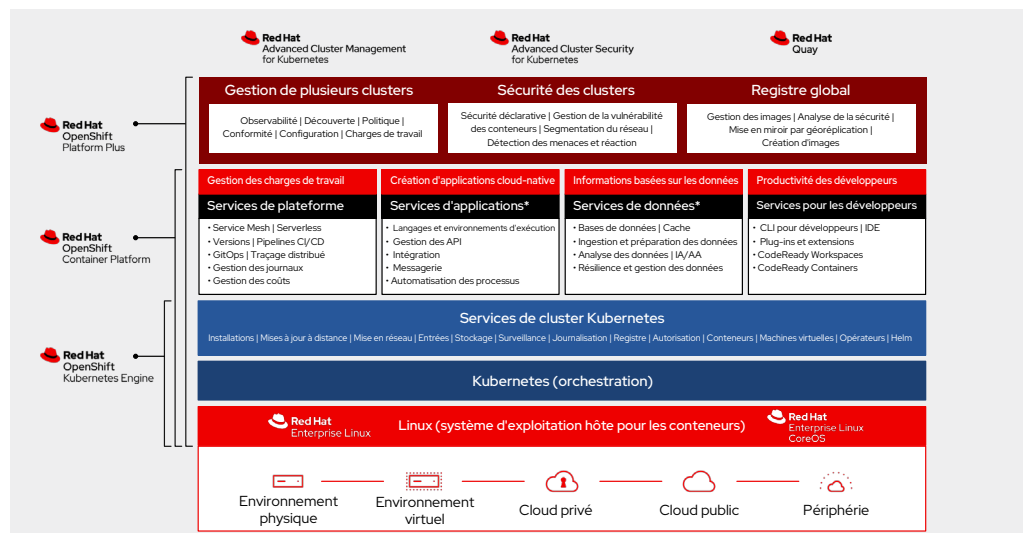 Red Hat
Advanced Cluster Management
for Kubernetes
Red Hat
Advanced Cluster Security
for Kubernetes
Red Hat
Quay
Red Hat
OpenShift
Platform Plus
Gestion de plusieurs clusters
Observabilité | Découverte | Politique |
Conformité | Configuration | Charges de travail
Sécurité des clusters
Sécurité déclarative | Gestion de la vulnérabilité
des conteneurs | Segmentation du réseau |
Détection des menaces et réaction
Registre global
Gestion des images | Analyse de la sécurité |
Mise en miroir par géoréplication |
Création d'images
Red Hat
OpenShift
Container Platform
Gestion des charges de travail
Services de plateforme
• Service Mesh | Serverless
• Versions | Pipelines CI/CD
• GitOps | Traçage distribué
• Gestion des journaux
• Gestion des coûts
Création d'applications cloud-native
Services d'applications*
• Langages et environnements d'exécution
• Gestion des API
• Intégration
• Messagerie
• Automatisation des processus
Informations basées sur les données
Services de données*
• Bases de données | Cache
• Ingestion et préparation des données
• Analyse des données | IA/AA
• Résilience et gestion des données
Productivité des développeurs
Services pour les développeurs
• CLI pour développeurs | IDE
• Plug-ins et extensions
• CodeReady Workspaces
• CodeReady Containers
Red Hat
OpenShift
Kubernetes Engine
Services de cluster Kubernetes
Installations | Mises à jour à distance | Mise en réseau | Entrées | Stockage | Surveillance | Journalisation | Registre | Autorisation | Conteneurs | Machines virtuelles | Opérateurs | Helm
Kubernetes (orchestration)
Red Hat
Enterprise Linux
Linux (système d'exploitation hôte pour les conteneurs)
Red Hat
Enterprise Linux
CoreOS
Environnement
physique
Environnement
virtuel
Cloud privé
Cloud public
Périphérie